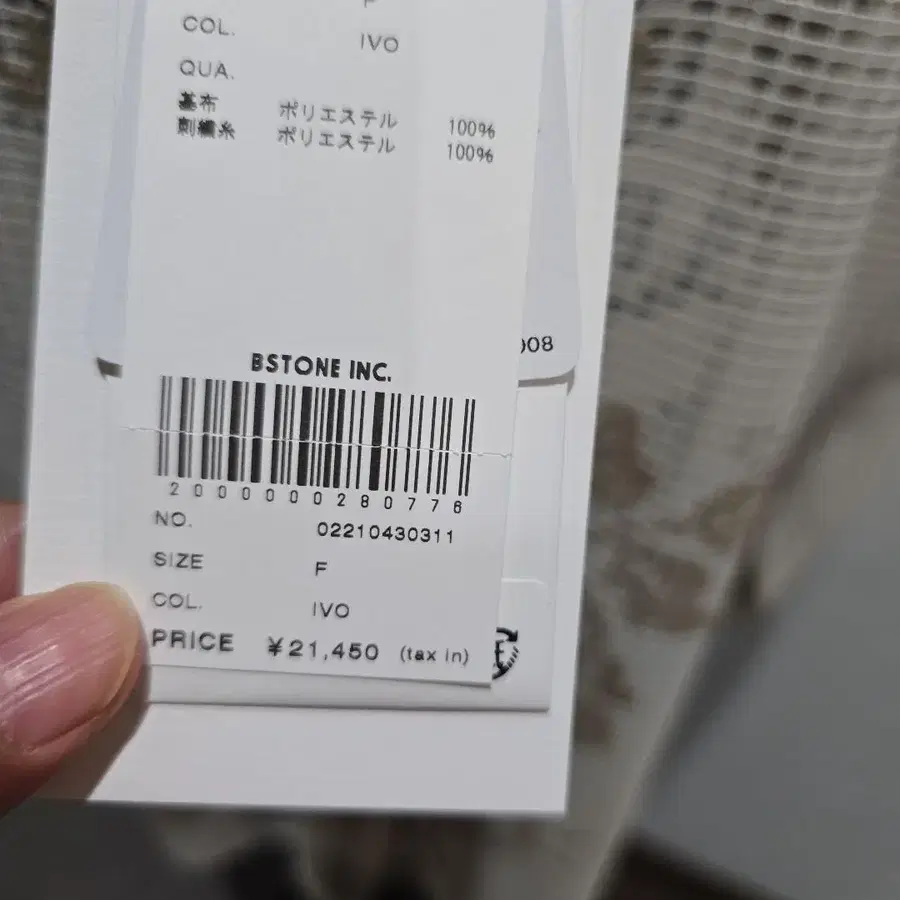 F
COL. IVO
QUA.
基布 ポリエステル 100%
刺繍糸 ポリエステル 100%
908
BSTONE INC.
2000000280776
NO. 02210430311
SIZE F
COL. IVO
PRICE ¥21,450 (tax in)